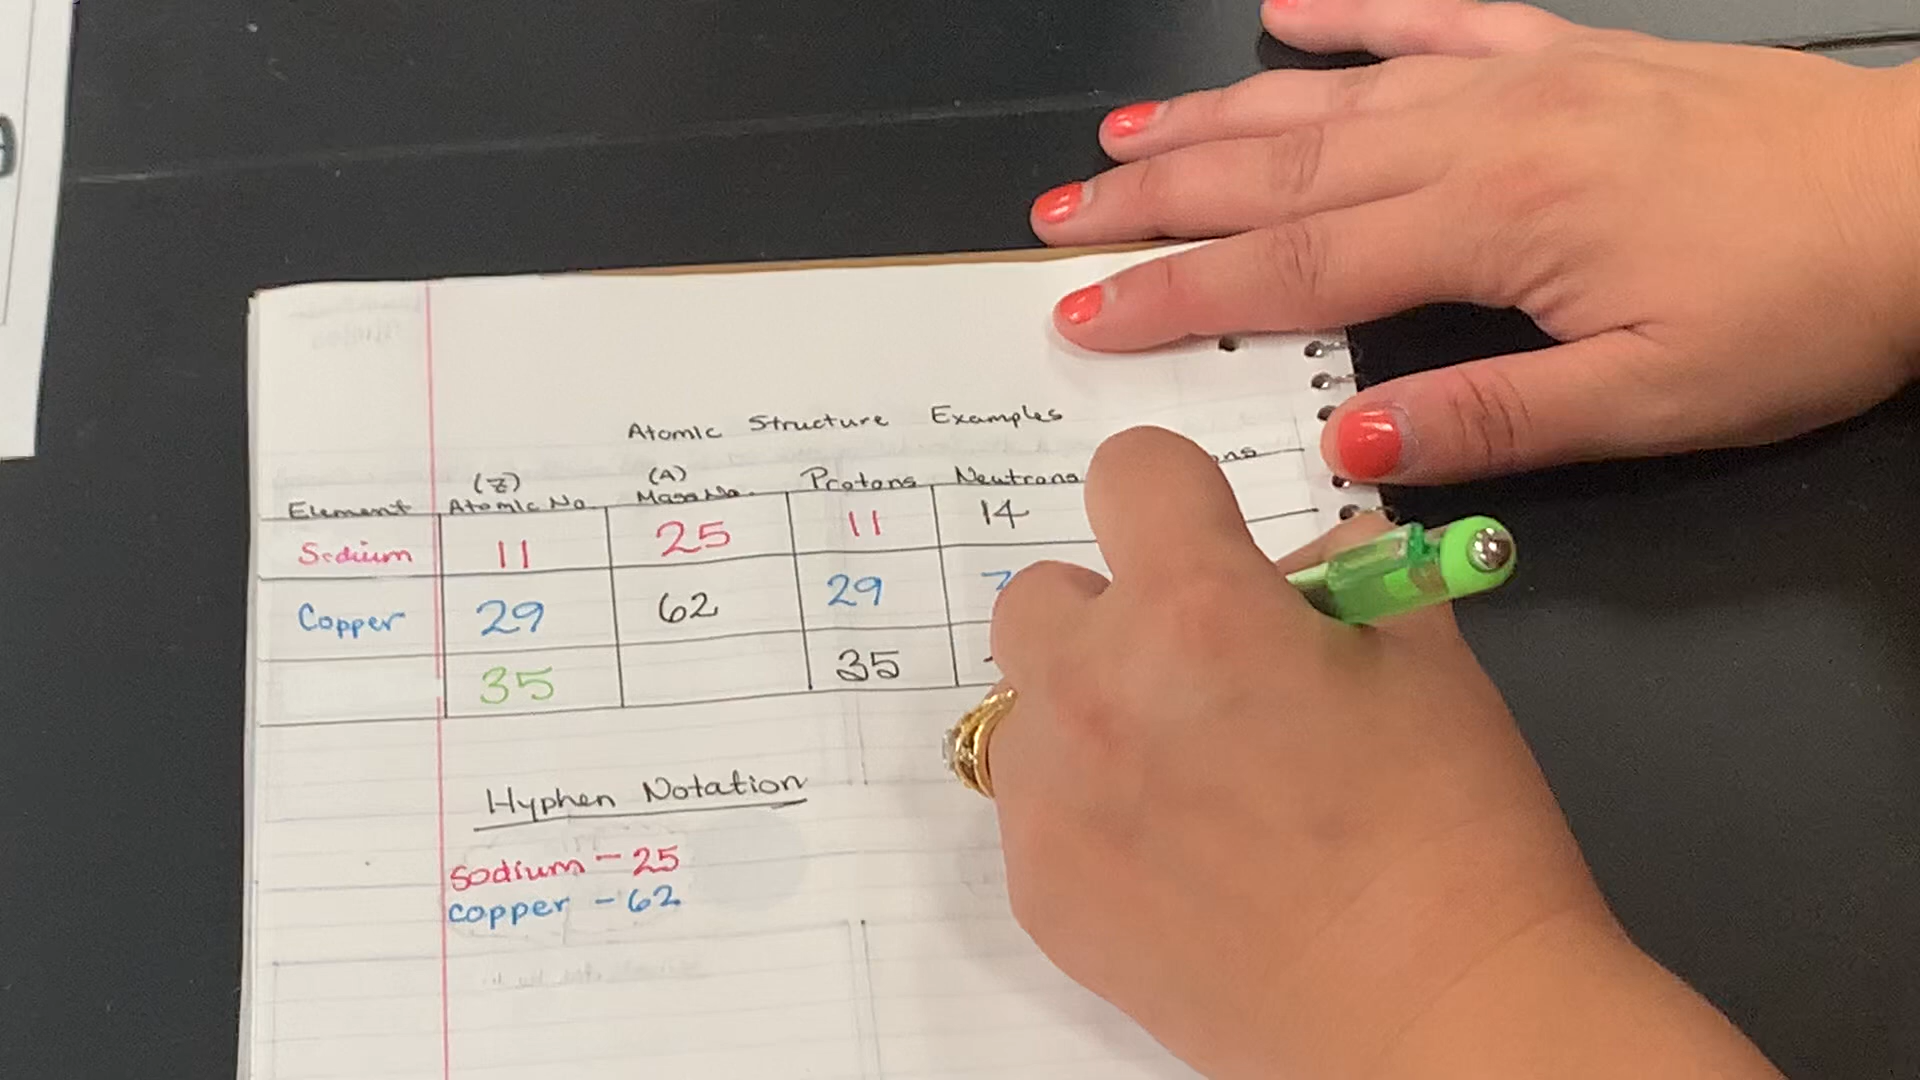 Atomic Structure Examples
(Z) (A) Protons Neutrons
Element Atomic No. Mass No.
Sodium 11 25 11 14
Copper 29 62 29
35 35
Hyphen Notation
sodium - 25
copper - 62